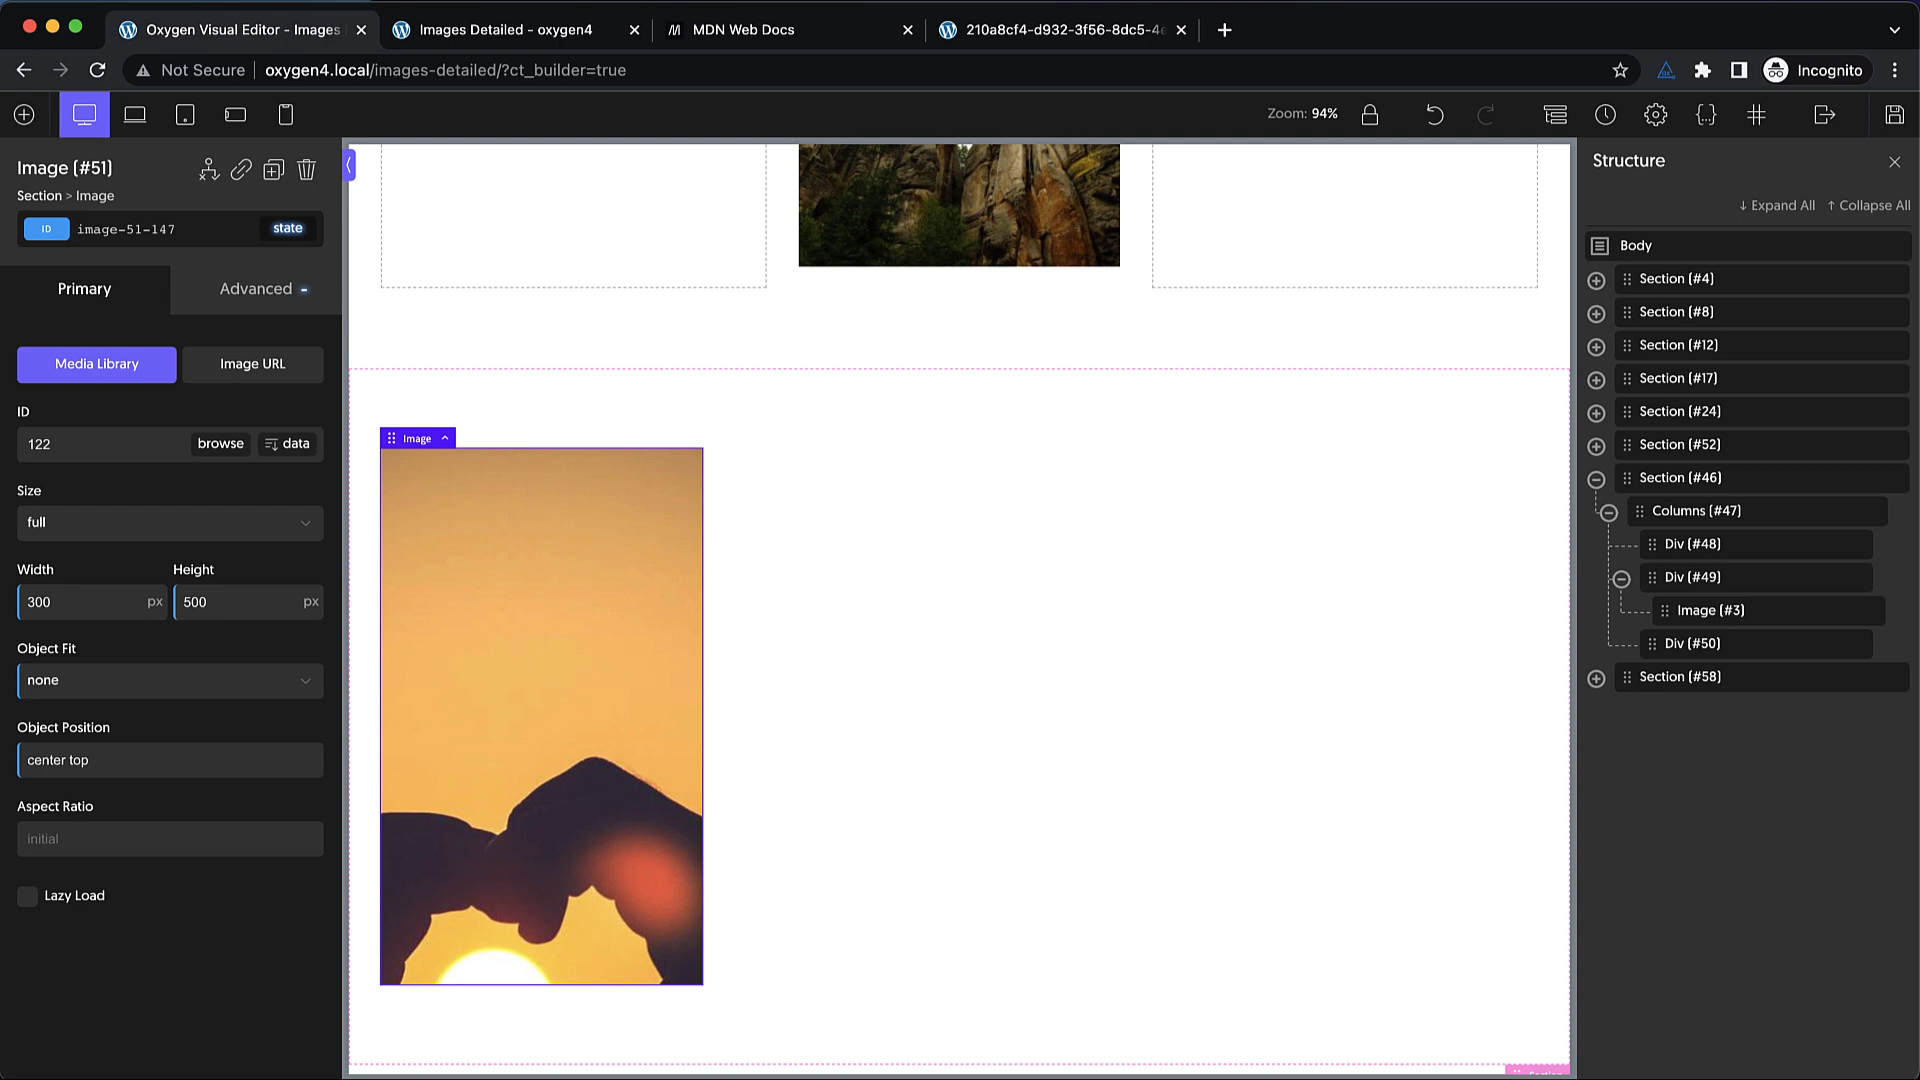 Oxygen Visual Editor - Images
Images Detailed - oxygen4
MDN Web Docs
210a8cf4-d932-3f56-8dc5-4e
Not Secure
oxygen4.local/images-detailed/?ct_builder=true
Incognito
Zoom: 94%
Image (#51)
Section > Image
ID
image-51-147
state
Primary
Advanced
Media Library
Image URL
ID
122
browse
data
Size
full
Width
Height
300
px
500
px
Object Fit
none
Object Position
center top
Aspect Ratio
initial
Lazy Load
Image
Structure
Expand All
Collapse All
Body
Section (#4)
Section (#8)
Section (#12)
Section (#17)
Section (#24)
Section (#52)
Section (#46)
Columns (#47)
Div (#48)
Div (#49)
Image (#3)
Div (#50)
Section (#58)